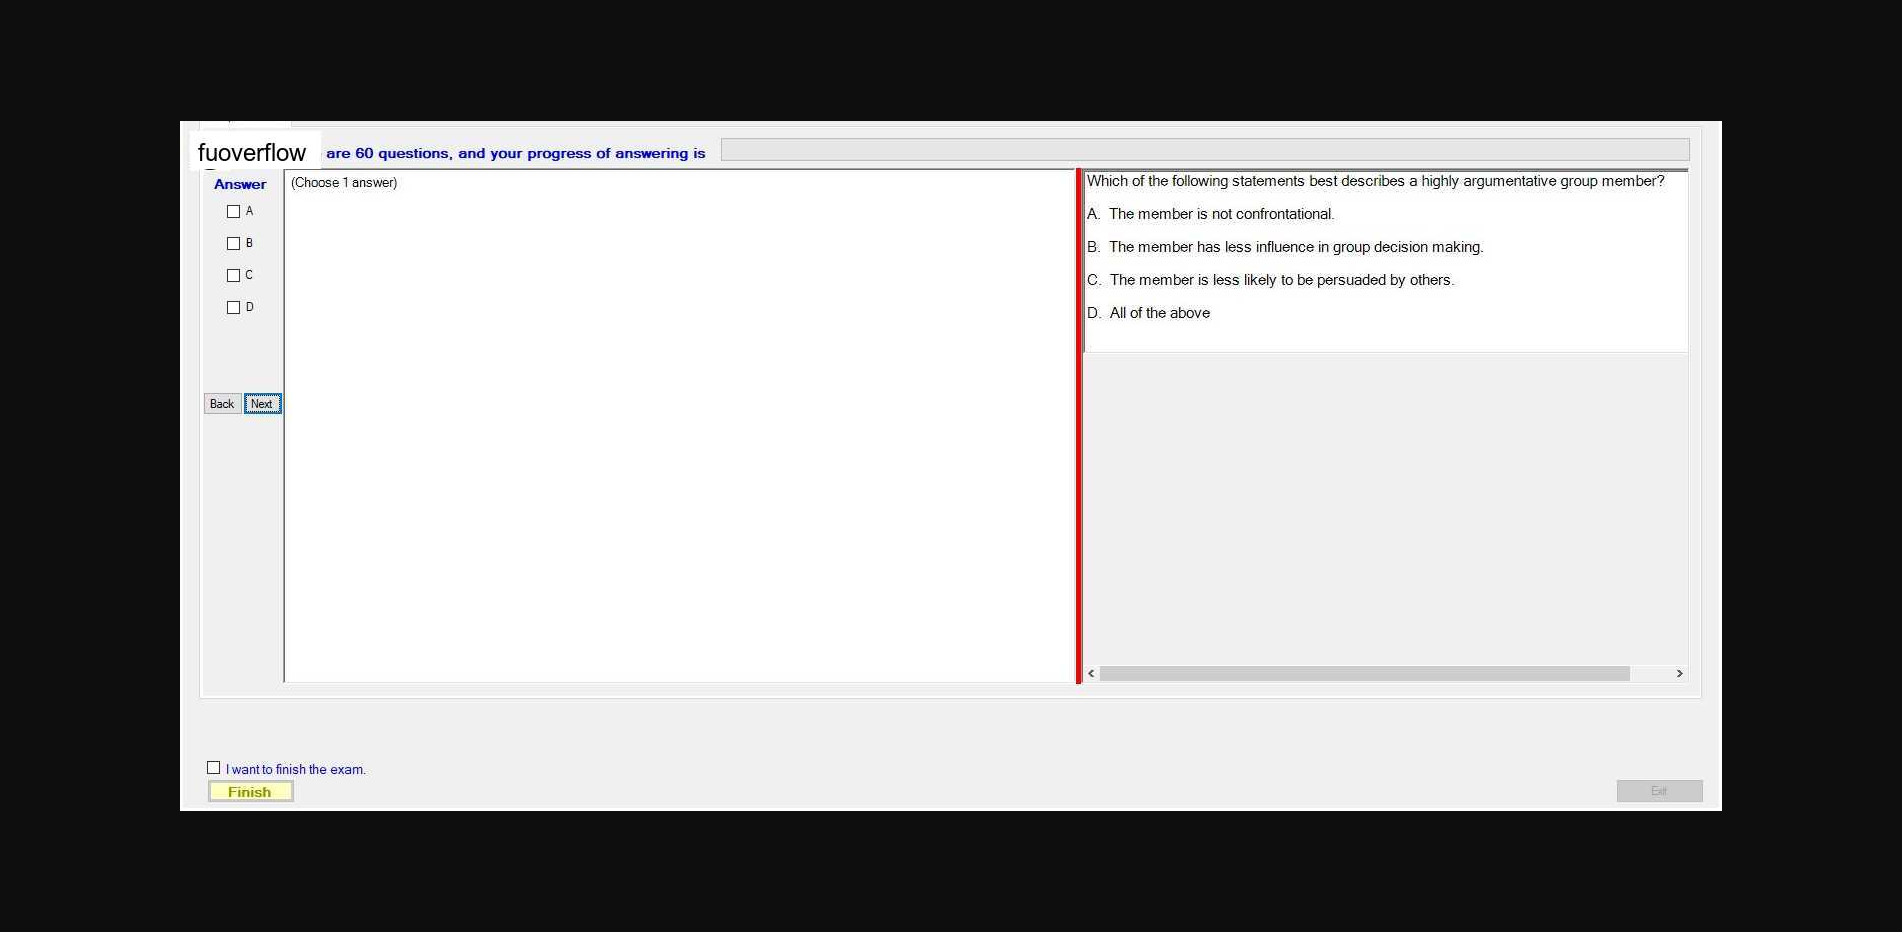 fuoverflow are 60 questions, and your progress of answering is
Answer
(Choose 1 answer)
A
B
C
D
Back Next
Which of the following statements best describes a highly argumentative group member?
A. The member is not confrontational.
B. The member has less influence in group decision making.
C. The member is less likely to be persuaded by others.
D. All of the above
I want to finish the exam.
Finish
Exit